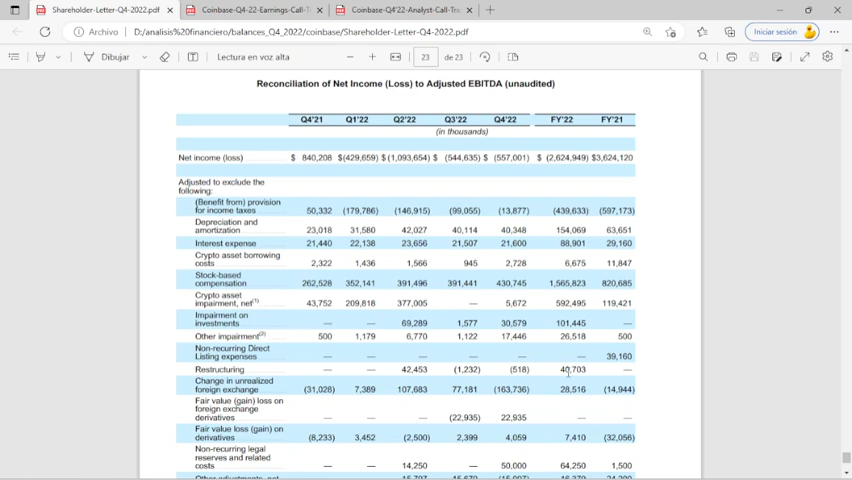 Shareholder-Letter-Q4-2022.pdf
Coinbase-Q4-22-Earnings-Call-T
Coinbase-Q4'22-Analyst-Call-Tra
Archivo D:/analisis%20financiero/balances_Q4_2022/coinbase/Shareholder-Letter-Q4-2022.pdf Iniciar sesión
Dibujar Lectura en voz alta 23 de 23
Reconciliation of Net Income (Loss) to Adjusted EBITDA (unaudited)
Q4'21 Q1'22 Q2'22 Q3'22 Q4'22 FY'22 FY'21
(in thousands)
Net income (loss) $ 840,208 $(429,659) $(1,093,654) $ (544,635) $ (557,001) $ (2,624,949) $3,624,120
Adjusted to exclude the
following:
(Benefit from) provision
for income taxes 50,332 (179,786) (146,915) (99,055) (13,877) (439,633) (597,173)
Depreciation and
amortization 23,018 31,580 42,027 40,114 40,348 154,069 63,651
Interest expense 21,440 22,138 23,656 21,507 21,600 88,901 29,160
Crypto asset borrowing
costs 2,322 1,436 1,566 945 2,728 6,675 11,847
Stock-based
compensation 262,528 352,141 391,496 391,441 430,745 1,565,823 820,685
Crypto asset
impairment, net(1) 43,752 209,818 377,005 — 5,672 592,495 119,421
Impairment on
investments — — 69,289 1,577 30,579 101,445 —
Other impairment(2) 500 1,179 6,770 1,122 17,446 26,518 500
Non-recurring Direct
Listing expenses — — — — — — 39,160
Restructuring — — 42,453 (1,232) (518) 40,703 —
Change in unrealized
foreign exchange (31,028) 7,389 107,683 77,181 (163,736) 28,516 (14,944)
Fair value (gain) loss on
foreign exchange
derivatives — — — (22,935) 22,935 — —
Fair value loss (gain) on
derivatives (8,233) 3,452 (2,500) 2,399 4,059 7,410 (32,056)
Non-recurring legal
reserves and related
costs — — 14,250 — 50,000 64,250 1,500